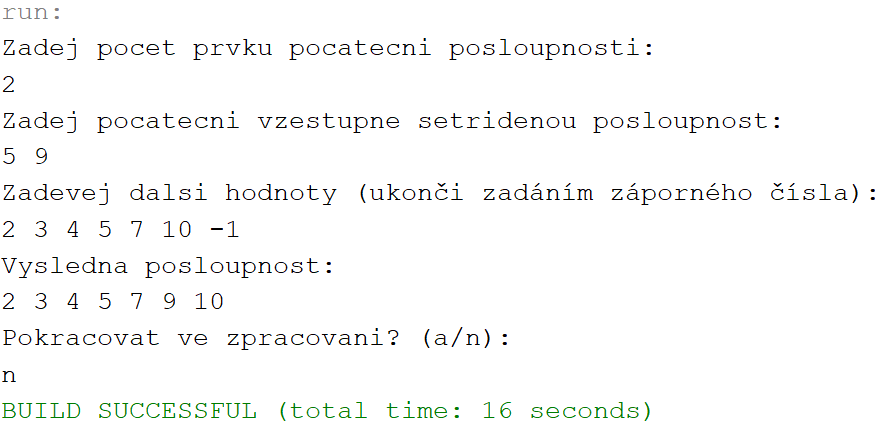 run:
Zadej pocet prvku pocatecni posloupnosti:
2
Zadej pocatecni vzestupne setridenou posloupnost:
5 9
Zadevej dalsi hodnoty (ukonči zadáním záporného čísla):
2 3 4 5 7 10 -1
Vysledna posloupnost:
2 3 4 5 7 9 10
Pokracovat ve zpracovani? (a/n):
n
BUILD SUCCESSFUL (total time: 16 seconds)